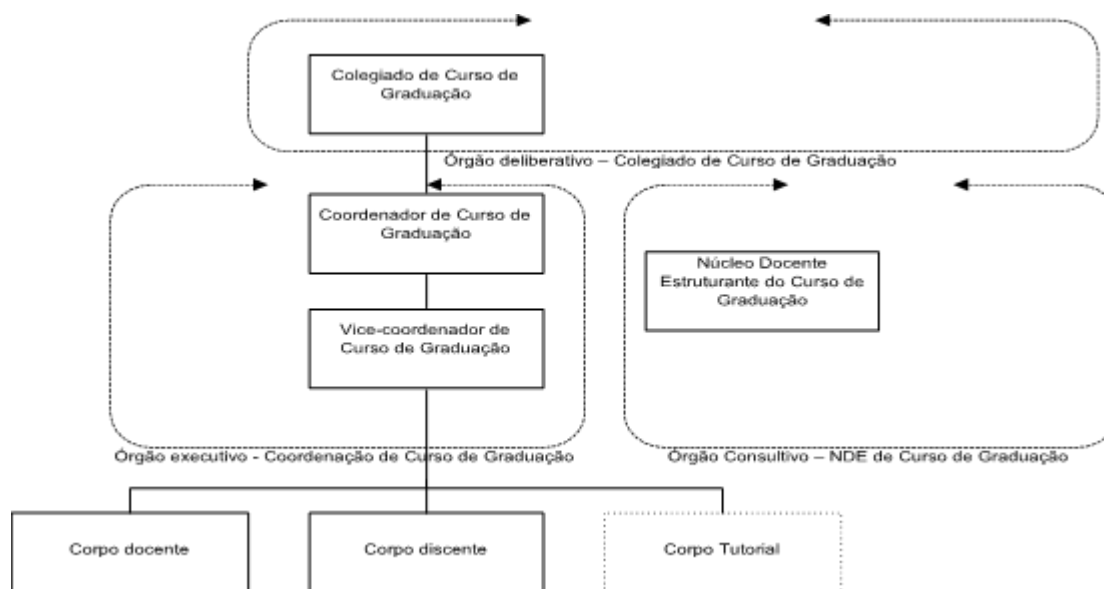 Colegiado de Curso de
Graduação
Órgão deliberativo – Colegiado de Curso de Graduação
Coordenador de Curso de
Graduação
Núcleo Docente
Estruturante do Curso de
Graduação
Vice-coordenador de
Curso de Graduação
Órgão executivo - Coordenação de Curso de Graduação
Órgão Consultivo – NDE de Curso de Graduação
Corpo docente
Corpo discente
Corpo Tutorial